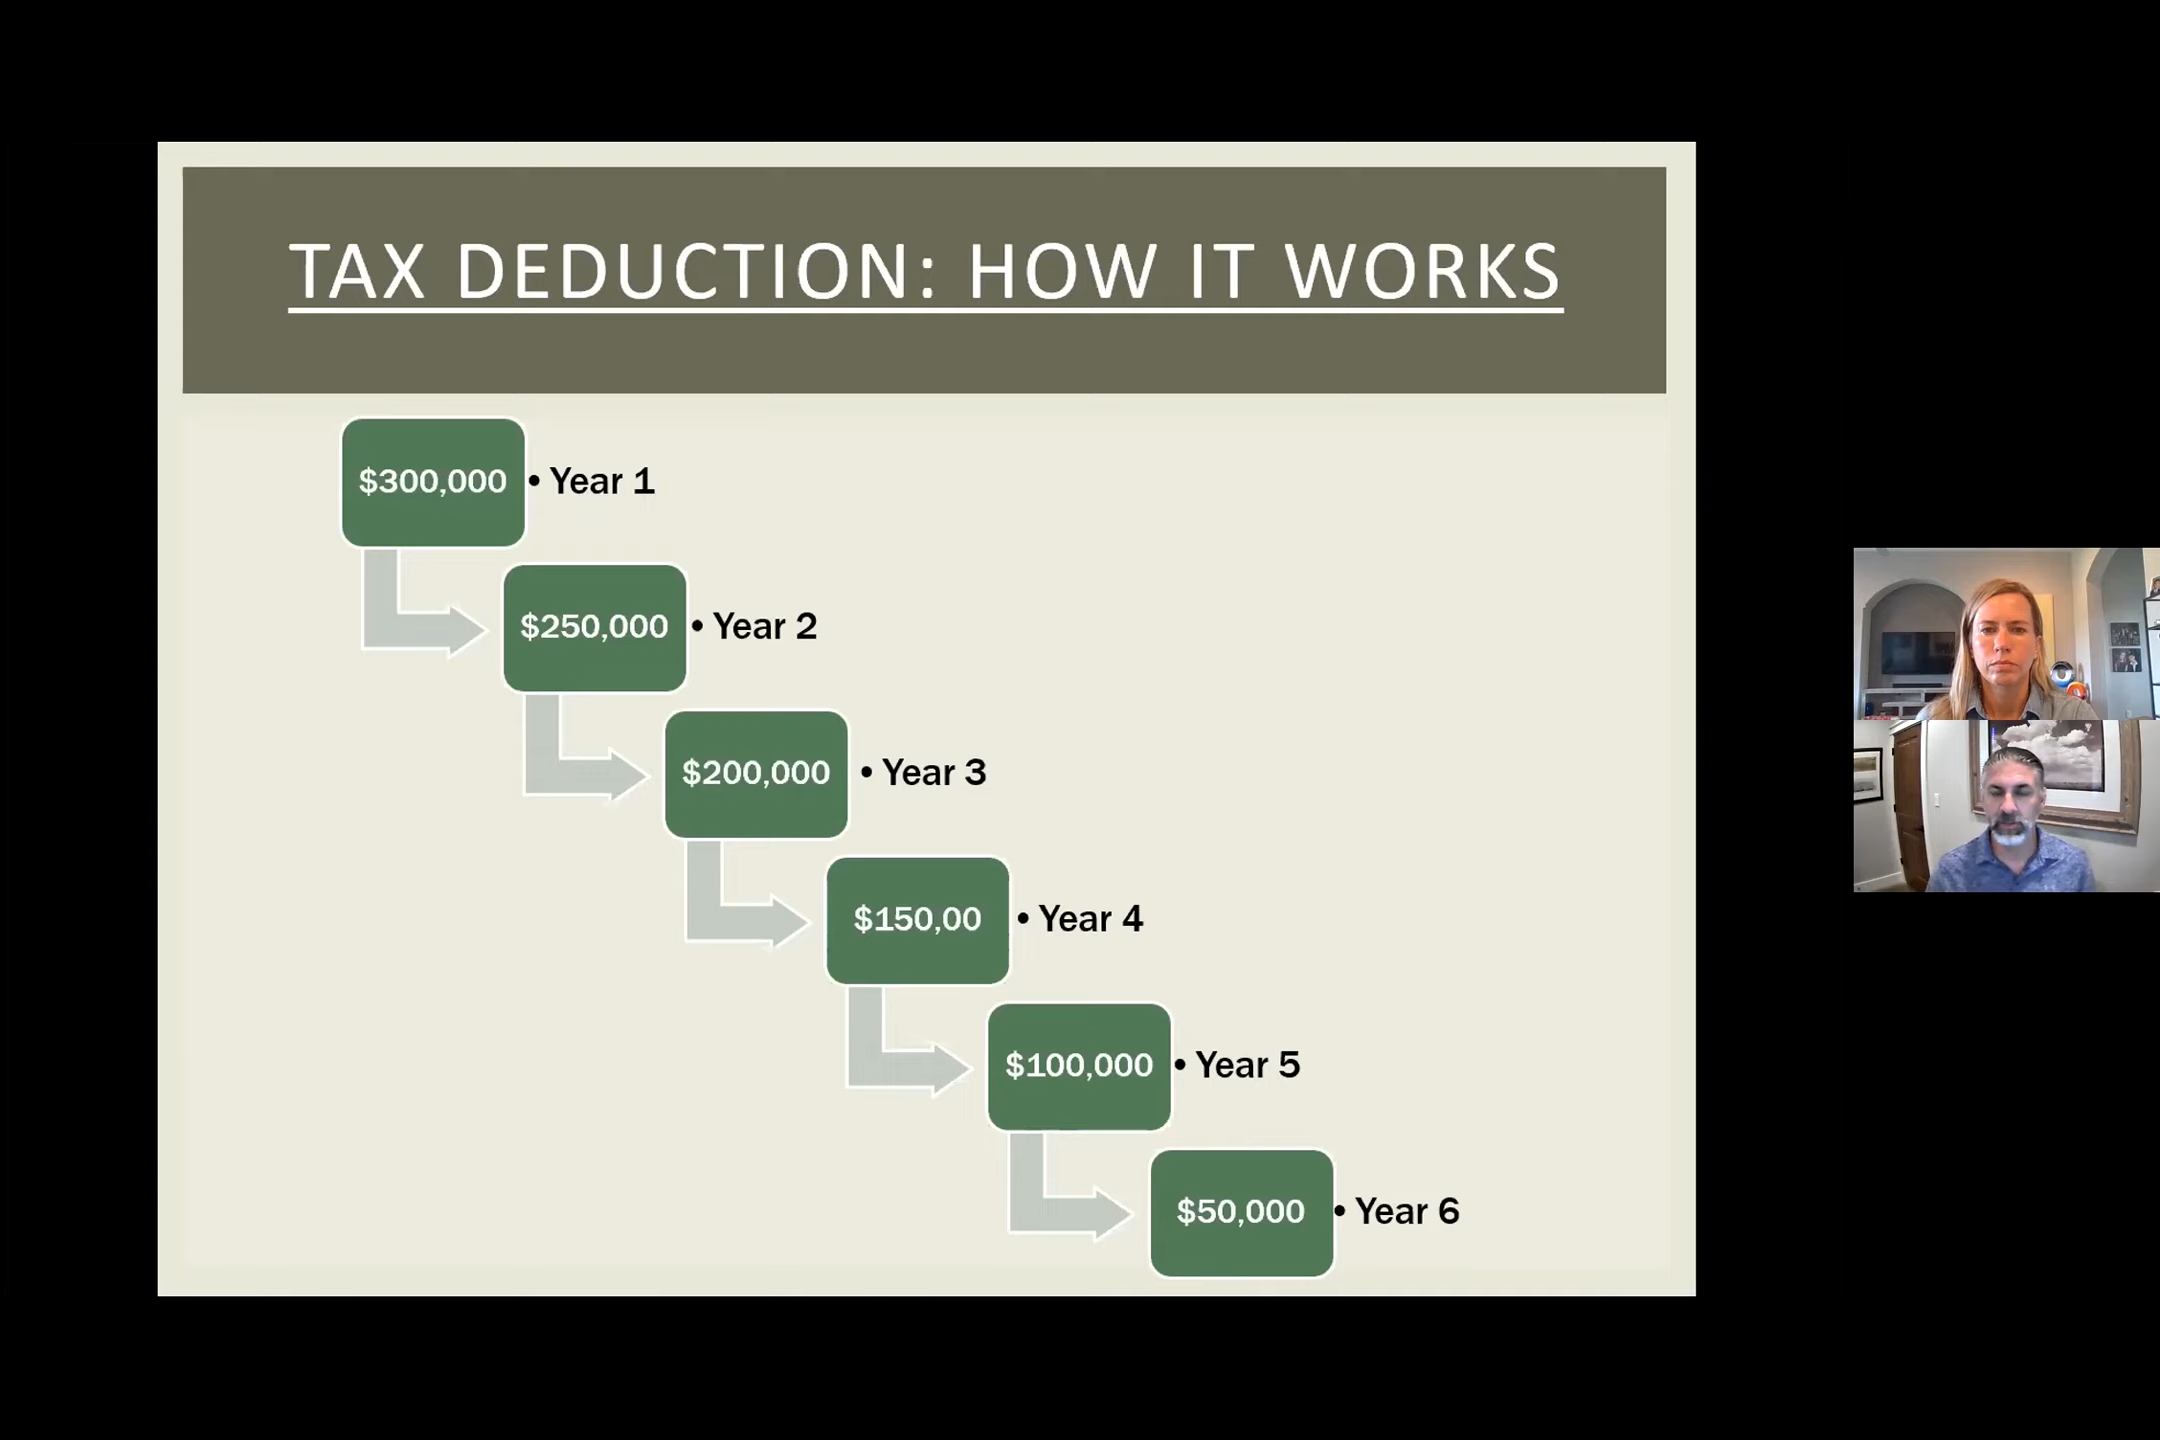 TAX DEDUCTION: HOW IT WORKS
$300,000 • Year 1
$250,000 • Year 2
$200,000 • Year 3
$150,00 • Year 4
$100,000 • Year 5
$50,000 • Year 6